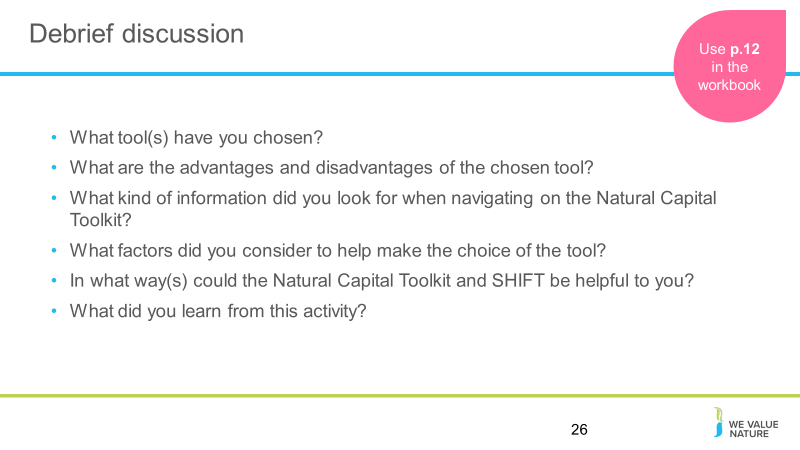 Debrief discussion
Use p.12
in the
workbook
• What tool(s) have you chosen?
• What are the advantages and disadvantages of the chosen tool?
• What kind of information did you look for when navigating on the Natural Capital
Toolkit?
• What factors did you consider to help make the choice of the tool?
• In what way(s) could the Natural Capital Toolkit and SHIFT be helpful to you?
• What did you learn from this activity?
26
WE VALUE
NATURE